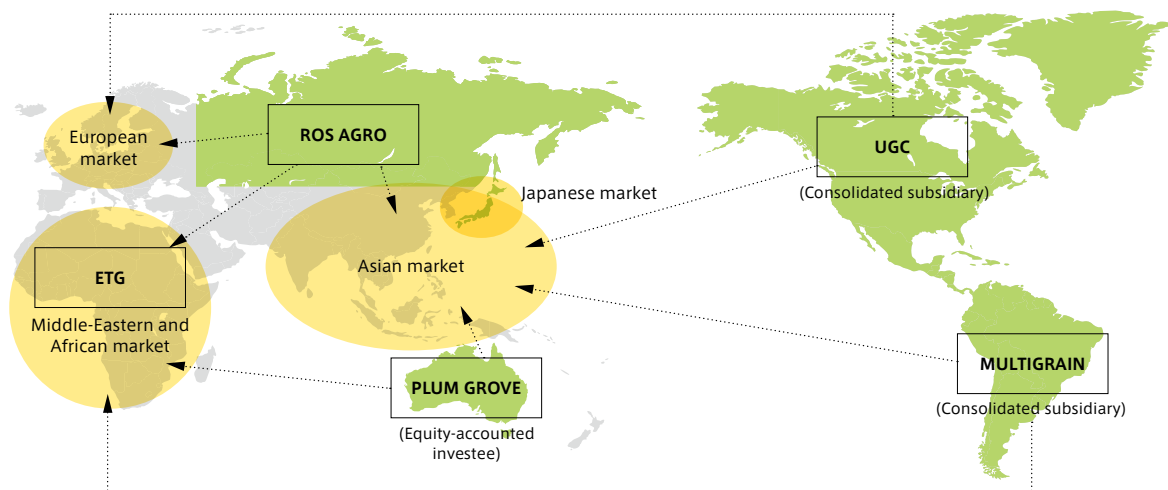 European
market
ROS AGRO
UGC
(Consolidated subsidiary)
Japanese market
ETG
Asian market
Middle-Eastern and
African market
PLUM GROVE
(Equity-accounted
investee)
MULTIGRAIN
(Consolidated subsidiary)